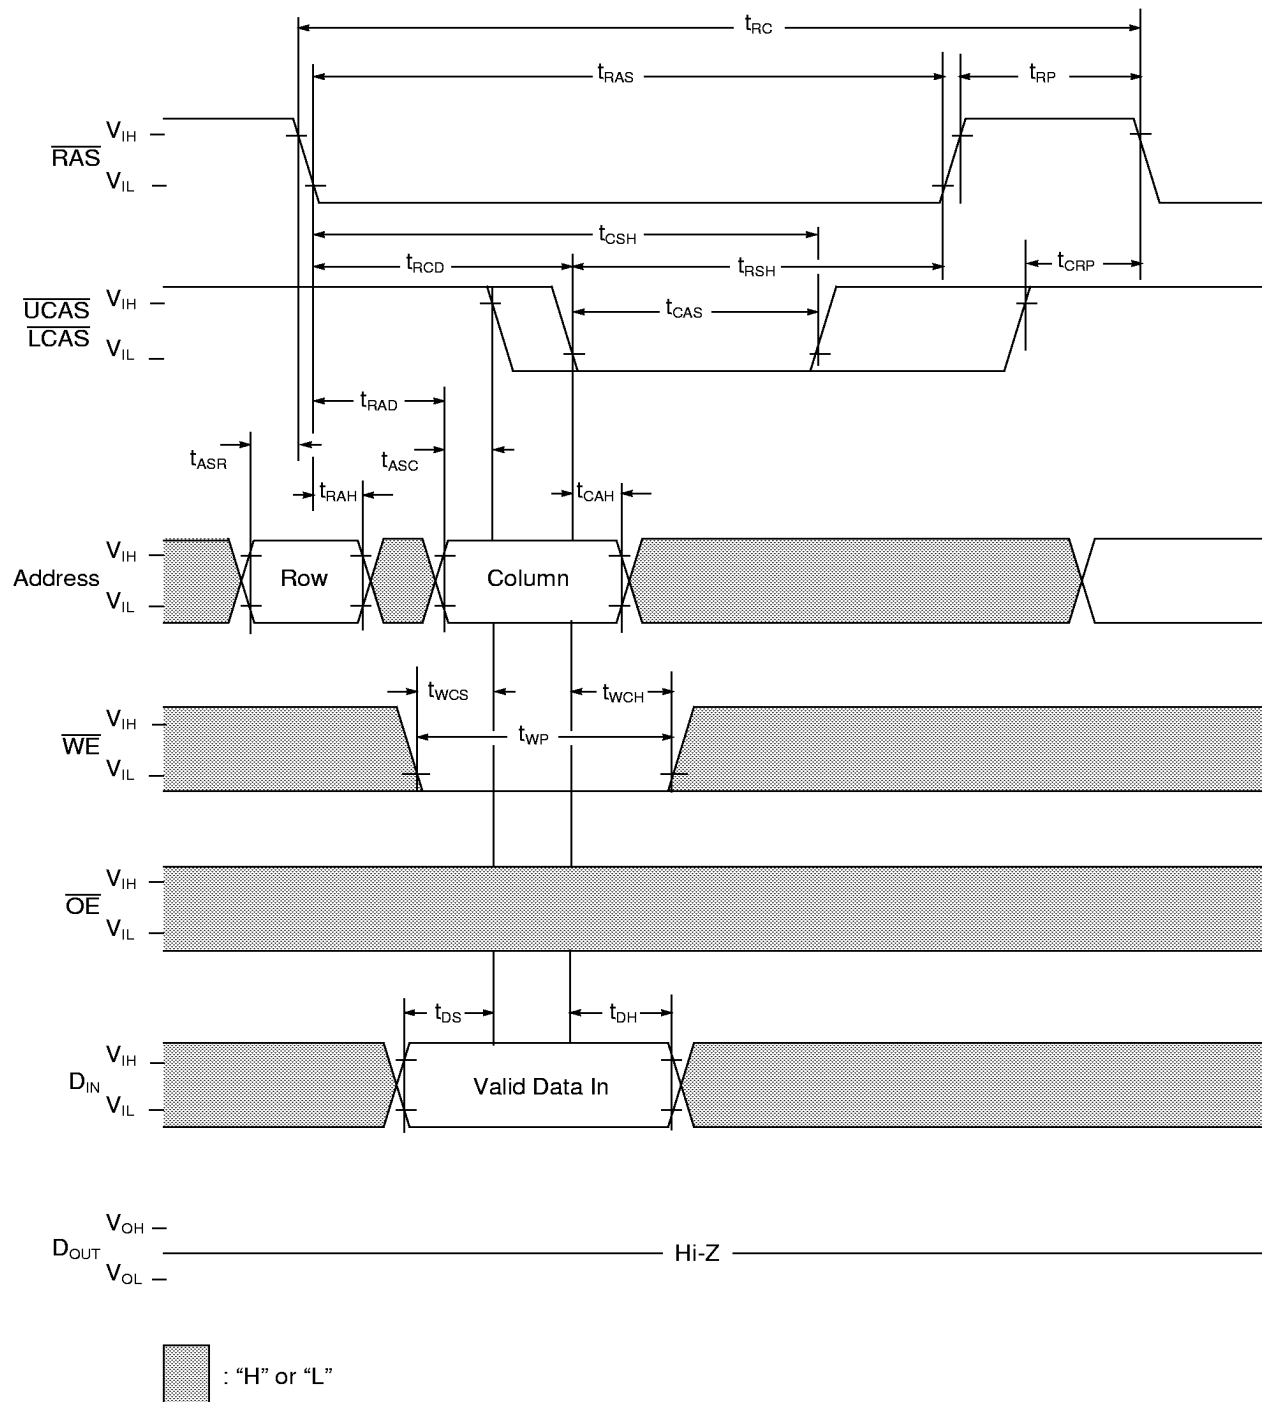 tRC
tRAS
tRP
VIH
RAS
VIL
tCSH
tRCD
tRSH
tCRP
VIH
UCAS
LCAS
VIL
tCAS
tRAD
tASR
tASC
tRAH
tCAH
VIH
Address
VIL
Row
Column
tWCS
tWCH
VIH
WE
VIL
tWP
VIH
OE
VIL
tDS
tDH
VIH
DIN
VIL
Valid Data In
VOH
DOUT
VOL
Hi-Z
: “H” or “L”